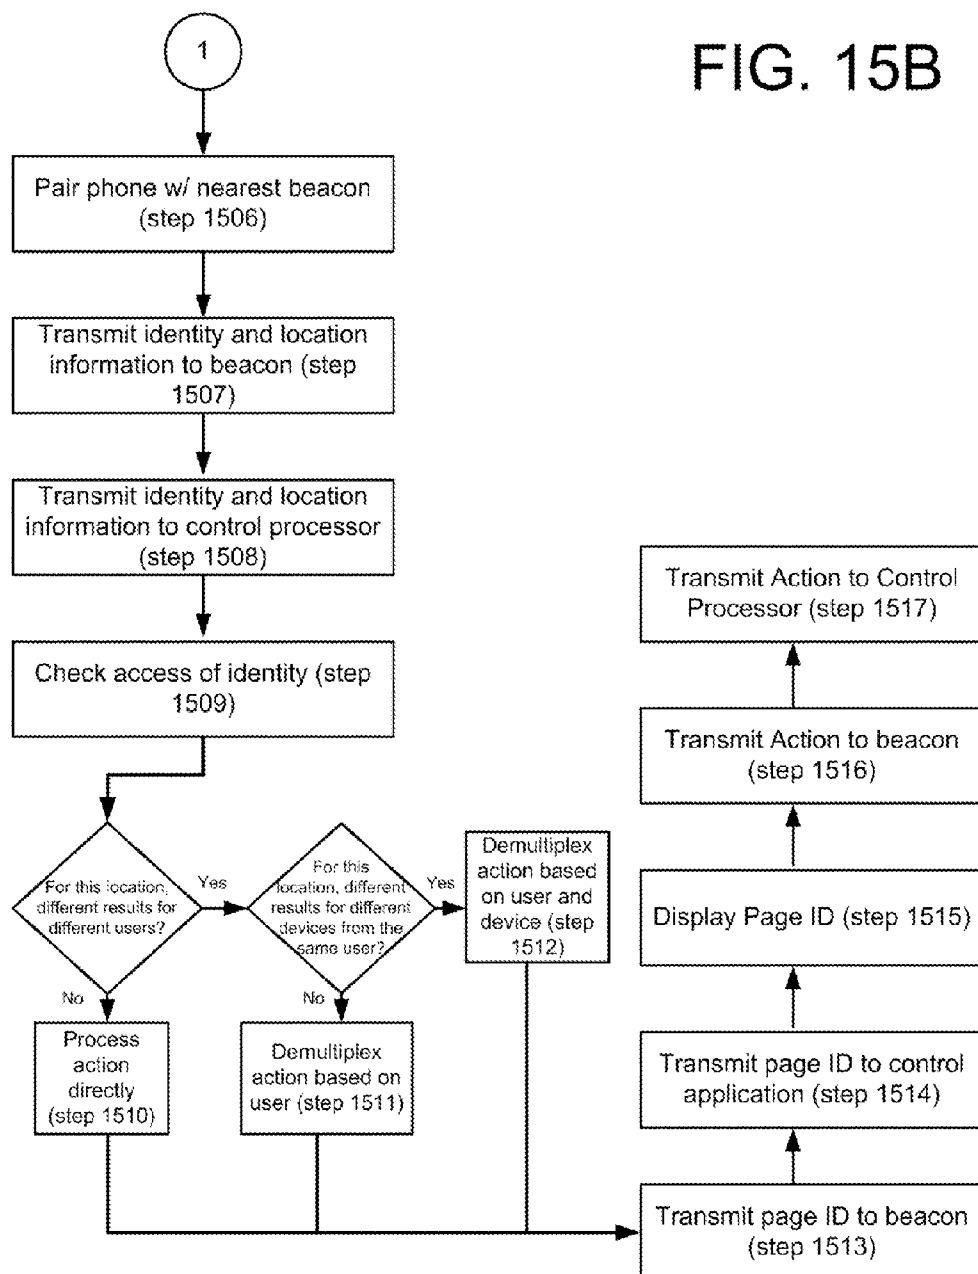 FIG. 15B
1
Pair phone w/ nearest beacon
(step 1506)
Transmit identity and location
information to beacon (step
1507)
Transmit identity and location
information to control processor
(step 1508)
Check access of identity (step
1509)
For this location,
different results for
different users?
Yes
No
For this
location, different
results for different
devices from the
same user?
Yes
No
Demultiplex
action based
on user and
device (step
1512)
Process
action
directly
(step 1510)
Demultiplex
action based on
user (step 1511)
Transmit page ID to beacon
(step 1513)
Transmit page ID to control
application (step 1514)
Display Page ID (step 1515)
Transmit Action to beacon
(step 1516)
Transmit Action to Control
Processor (step 1517)